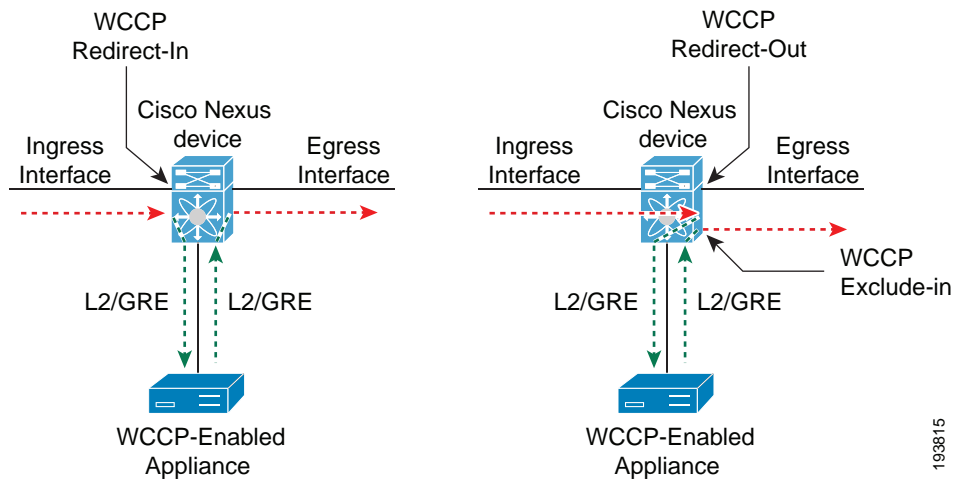 WCCP
Redirect-In
Cisco Nexus
device
Ingress
Interface
Egress
Interface
L2/GRE
L2/GRE
WCCP-Enabled
Appliance
WCCP
Redirect-Out
Cisco Nexus
device
Ingress
Interface
Egress
Interface
WCCP
Exclude-in
L2/GRE
L2/GRE
WCCP-Enabled
Appliance
193815